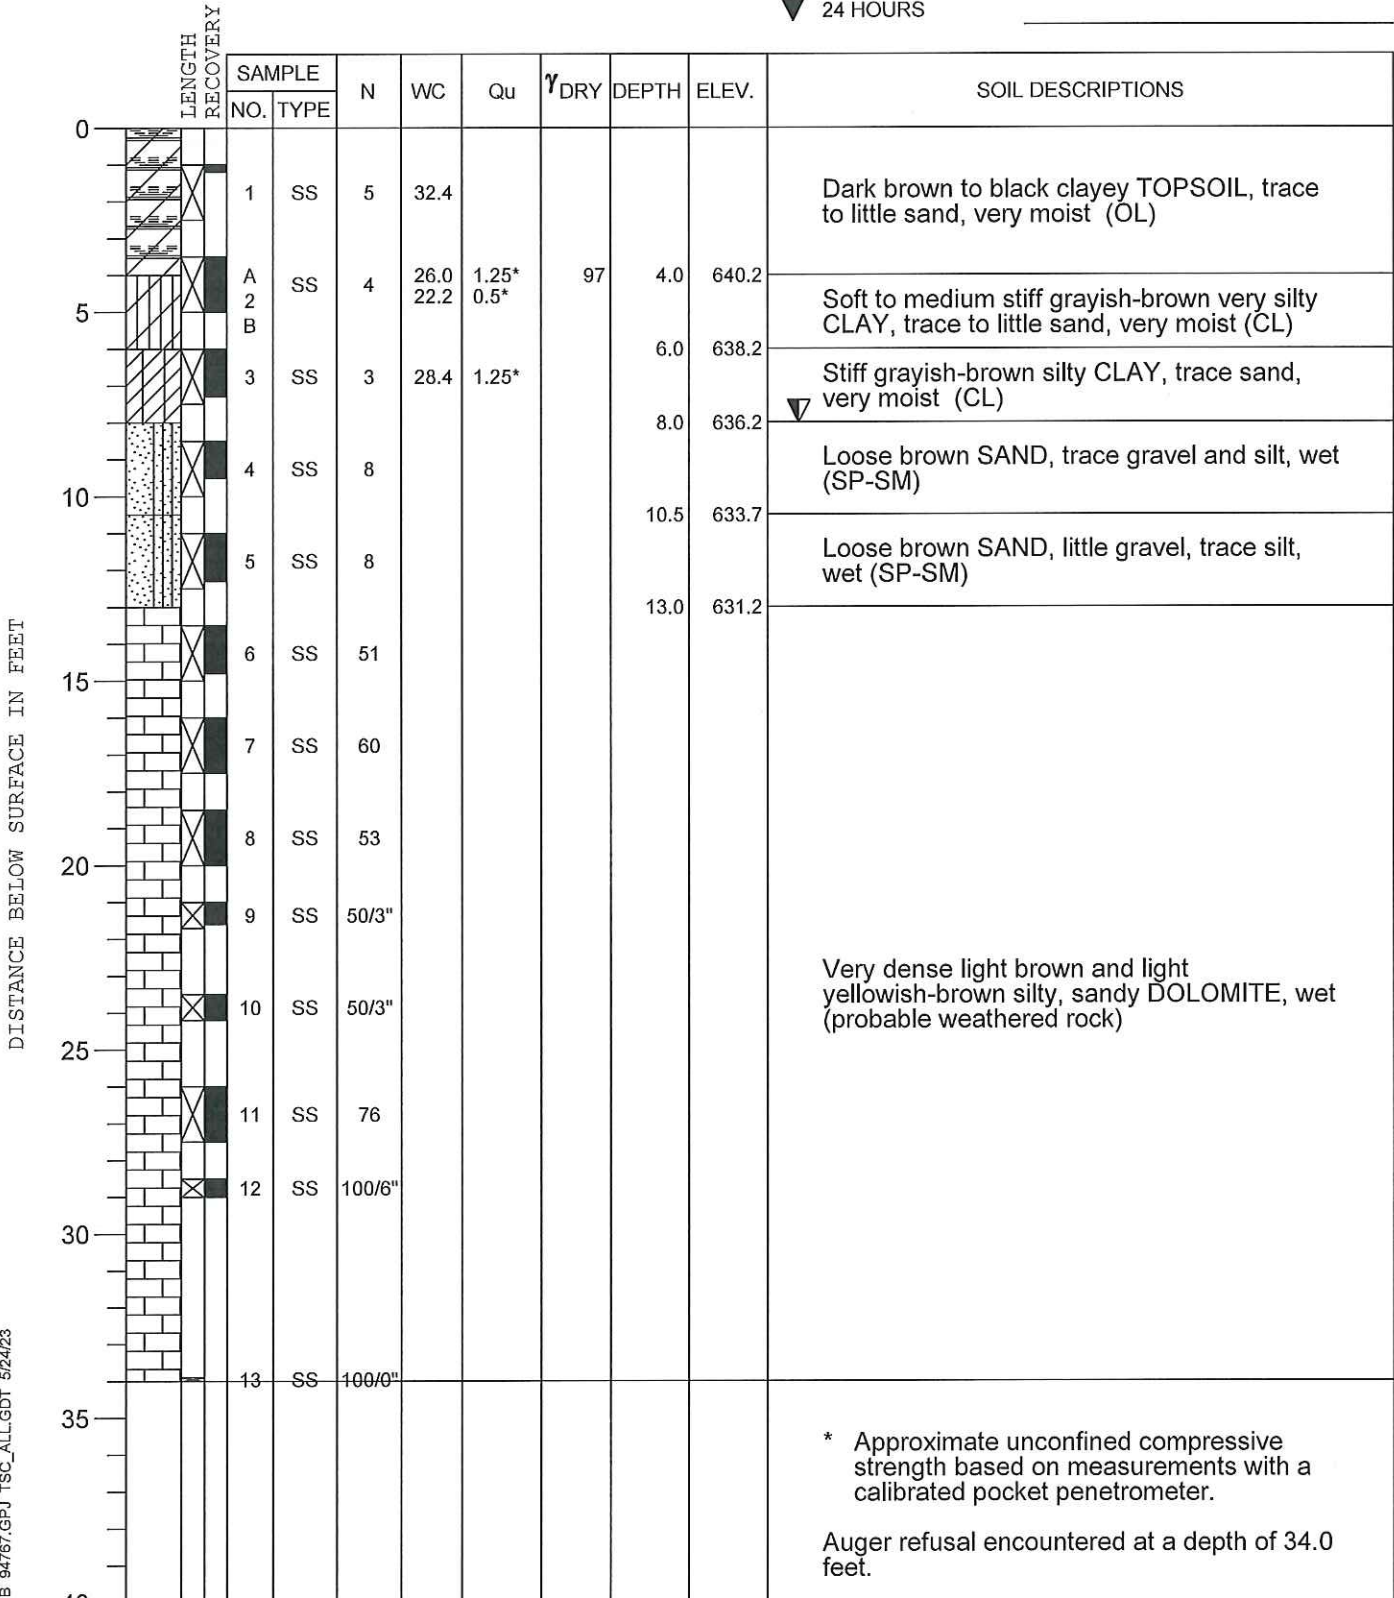 24 HOURS
LENGTH
RECOVERY
SAMPLE
NO. TYPE N WC Qu γDRY DEPTH ELEV. SOIL DESCRIPTIONS
0
1 SS 5 32.4
Dark brown to black clayey TOPSOIL, trace
to little sand, very moist (OL)
A 26.0 1.25* 97 4.0 640.2
2 SS 4 22.2 0.5*
B
5
Soft to medium stiff grayish-brown very silty
CLAY, trace to little sand, very moist (CL)
6.0 638.2
3 SS 3 28.4 1.25*
Stiff grayish-brown silty CLAY, trace sand,
very moist (CL)
8.0 636.2
4 SS 8
Loose brown SAND, trace gravel and silt, wet
(SP-SM)
10
10.5 633.7
5 SS 8
Loose brown SAND, little gravel, trace silt,
wet (SP-SM)
13.0 631.2
6 SS 51
15
7 SS 60
8 SS 53
20
9 SS 50/3"
10 SS 50/3"
Very dense light brown and light
yellowish-brown silty, sandy DOLOMITE, wet
(probable weathered rock)
25
11 SS 76
12 SS 100/6"
30
13 SS 100/0"
35
* Approximate unconfined compressive
strength based on measurements with a
calibrated pocket penetrometer.
Auger refusal encountered at a depth of 34.0
feet.
DISTANCE BELOW SURFACE IN FEET
B 94767.GPJ TSC_ALL.GDT 5/24/23